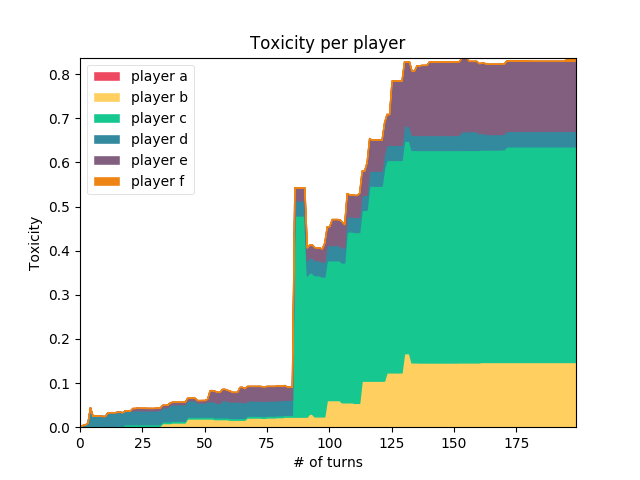 Toxicity per player
player a
player b
player c
player d
player e
player f
Toxicity
0.8
0.7
0.6
0.5
0.4
0.3
0.2
0.1
0.0
0 25 50 75 100 125 150 175
# of turns